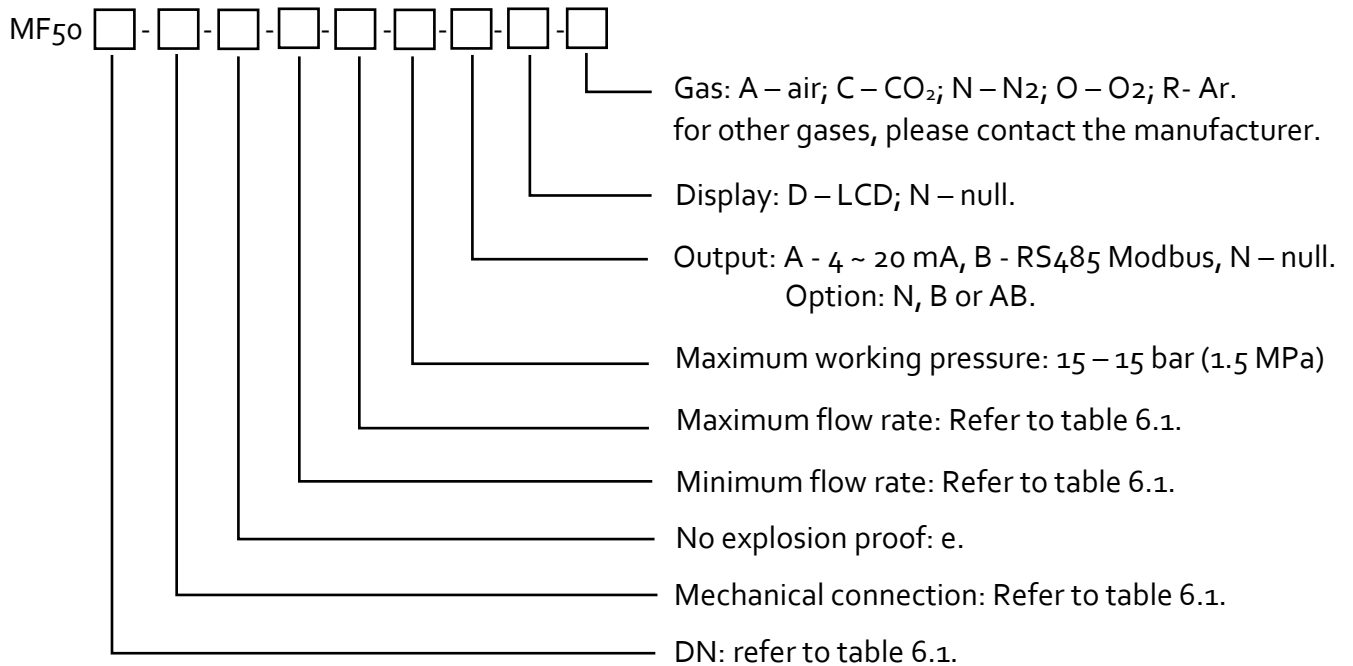 MF50 - - - - - - - -
Gas: A – air; C – CO₂; N – N2; O – O2; R- Ar.
for other gases, please contact the manufacturer.
Display: D – LCD; N – null.
Output: A - 4 ~ 20 mA, B - RS485 Modbus, N – null.
Option: N, B or AB.
Maximum working pressure: 15 – 15 bar (1.5 MPa)
Maximum flow rate: Refer to table 6.1.
Minimum flow rate: Refer to table 6.1.
No explosion proof: e.
Mechanical connection: Refer to table 6.1.
DN: refer to table 6.1.